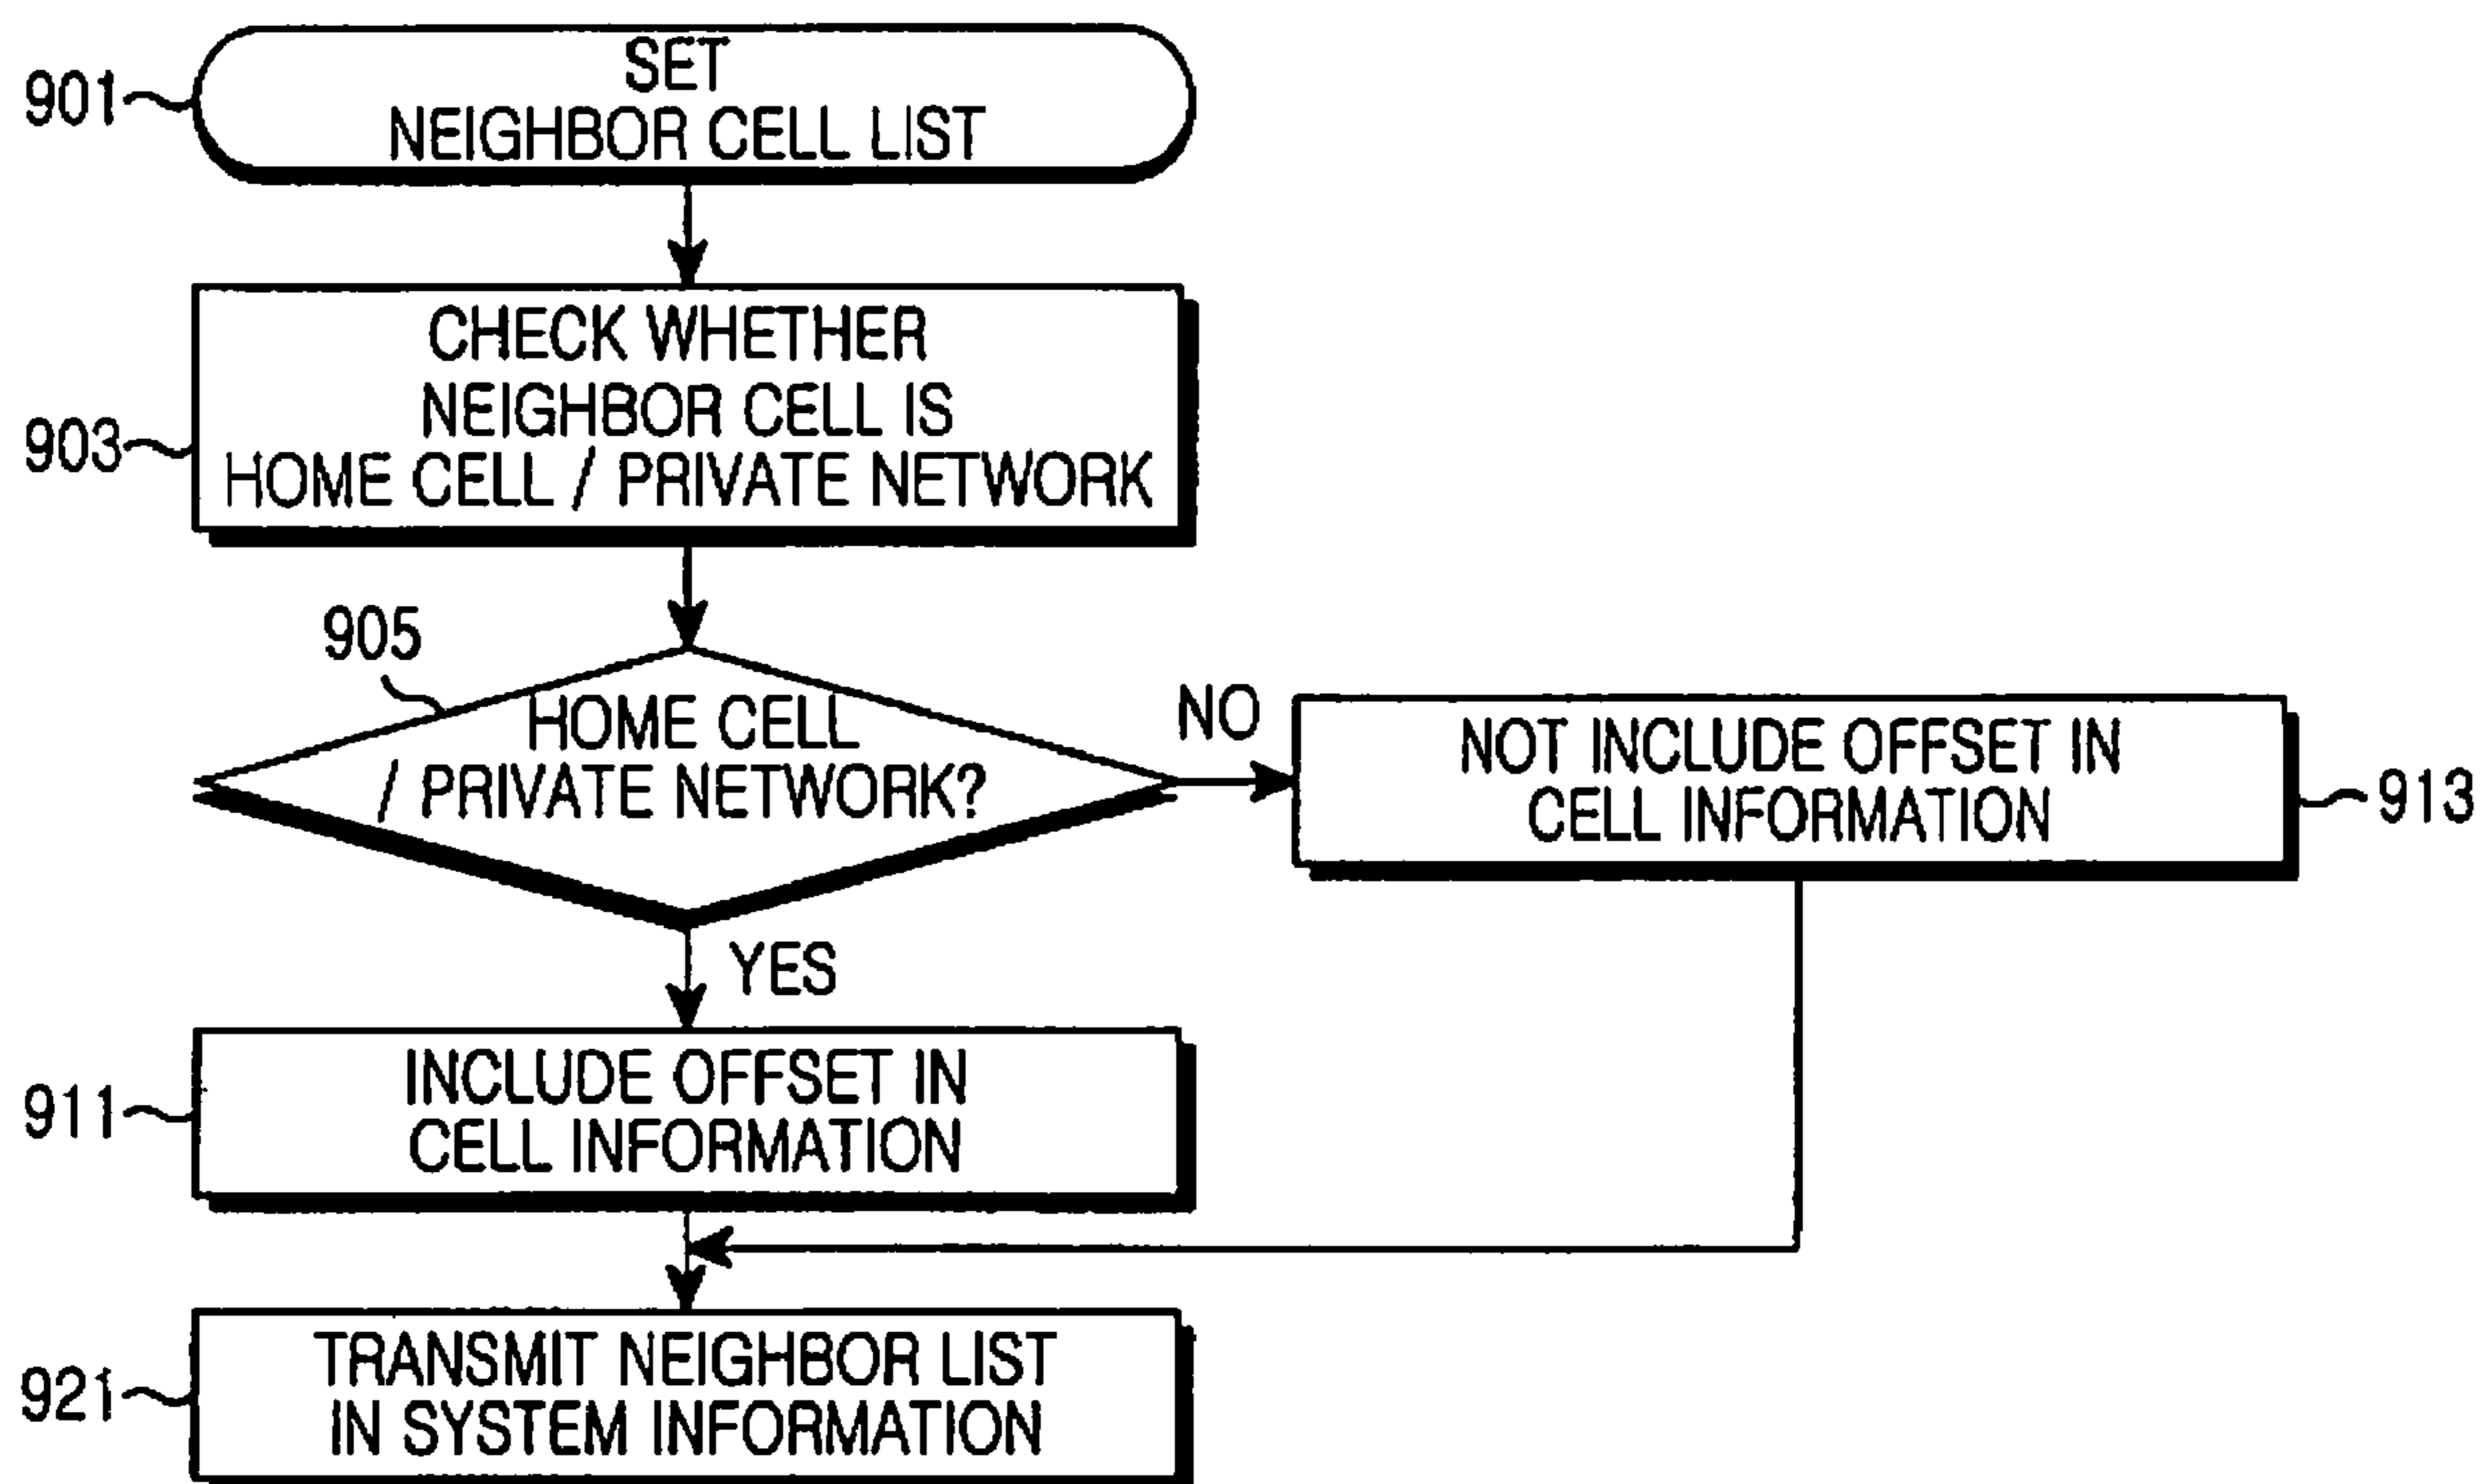 901
SET
NEIGHBOR CELL LIST
903
CHECK WHETHER
NEIGHBOR CELL IS
HOME CELL / PRIVATE NETWORK
905
HOME CELL
/ PRIVATE NETWORK?
NO
NOT INCLUDE OFFSET IN
CELL INFORMATION
913
YES
911
INCLUDE OFFSET IN
CELL INFORMATION
921
TRANSMIT NEIGHBOR LIST
IN SYSTEM INFORMATION